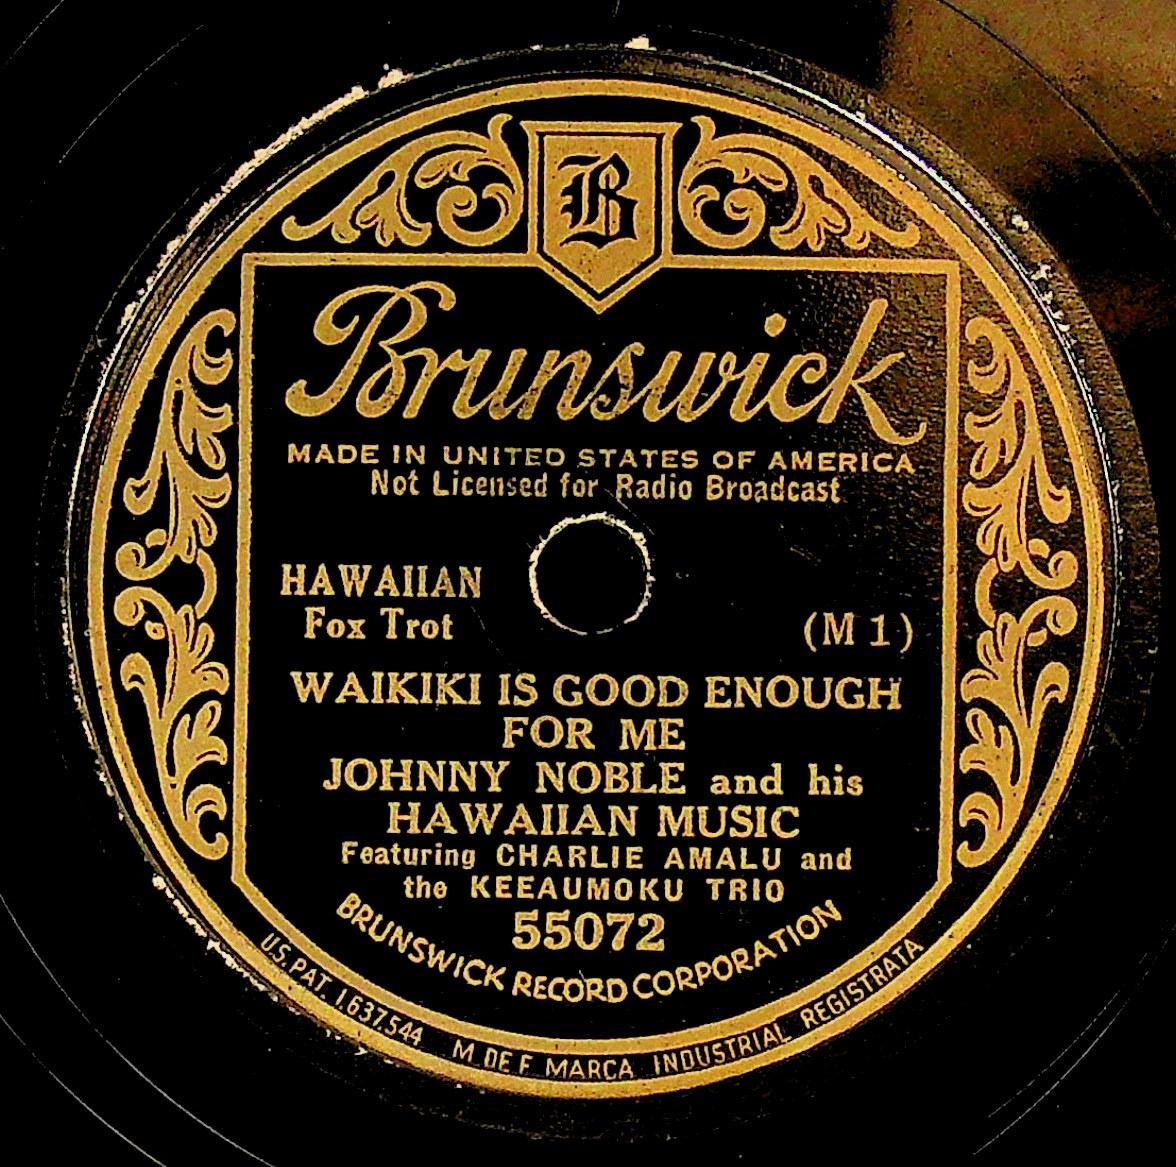 B
Brunswick
MADE IN UNITED STATES OF AMERICA
Not Licensed for Radio Broadcast
HAWAIIAN
Fox Trot
(M 1)
WAIKIKI IS GOOD ENOUGH
FOR ME
JOHNNY NOBLE and his
HAWAIIAN MUSIC
Featuring CHARLIE AMALU and
the KEEAUMOKU TRIO
55072
BRUNSWICK RECORD CORPORATION
U.S. PAT. 1,637,544 M DE F MARCA INDUSTRIAL REGISTRATA